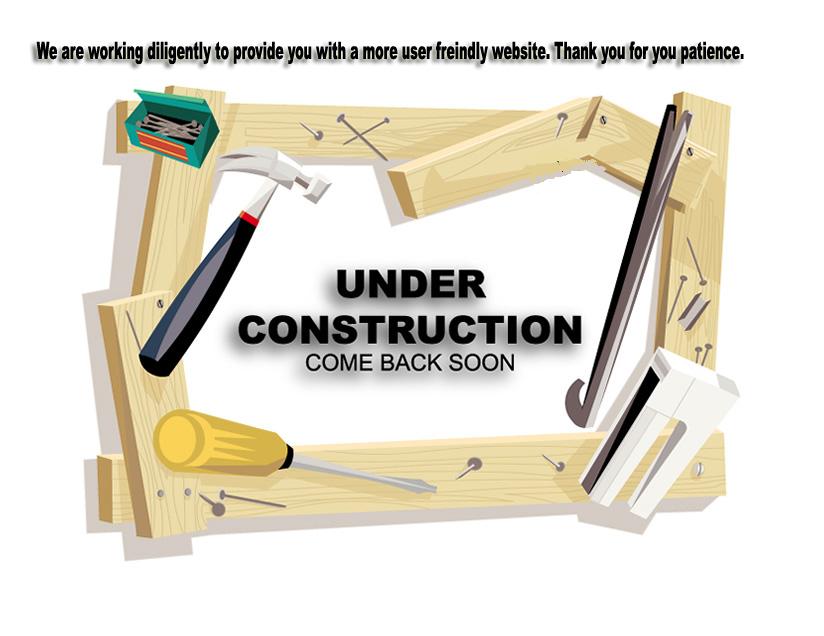 We are working diligently to provide you with a more user freindly website. Thank you for you patience.
UNDER
CONSTRUCTION
COME BACK SOON